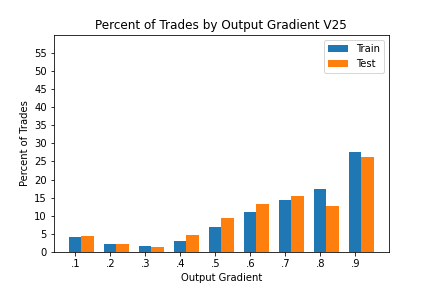 Percent of Trades by Output Gradient V25
Train
Test
Percent of Trades
55
50
45
40
35
30
25
20
15
10
5
0
.1 .2 .3 .4 .5 .6 .7 .8 .9
Output Gradient